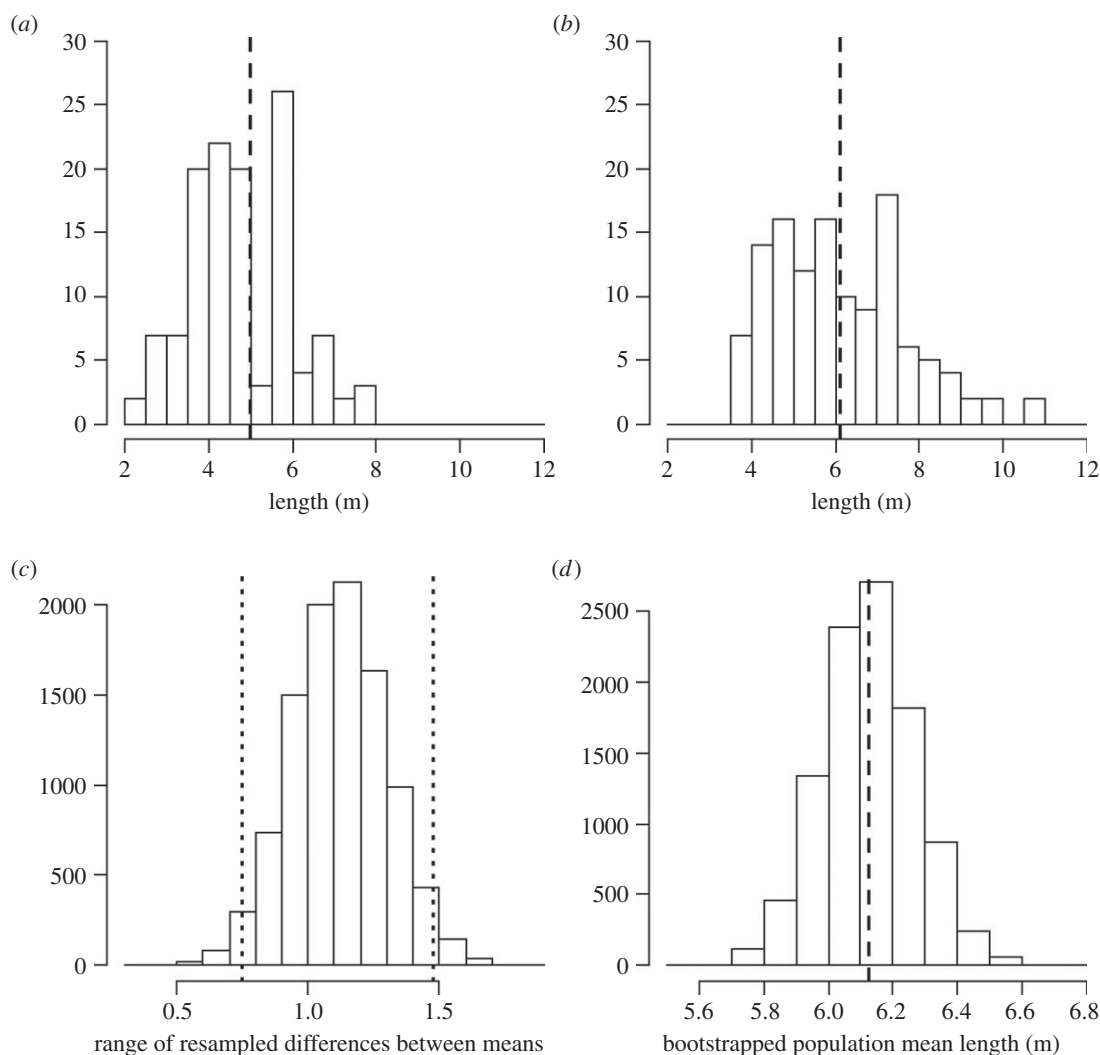 (a)
30
25
20
15
10
5
0
2 4 6 8 10 12
length (m)
(b)
30
25
20
15
10
5
0
2 4 6 8 10 12
length (m)
(c)
2000
1500
1000
500
0
0.5 1.0 1.5
range of resampled differences between means
(d)
2500
2000
1500
1000
500
0
5.6 5.8 6.0 6.2 6.4 6.6 6.8
bootstrapped population mean length (m)